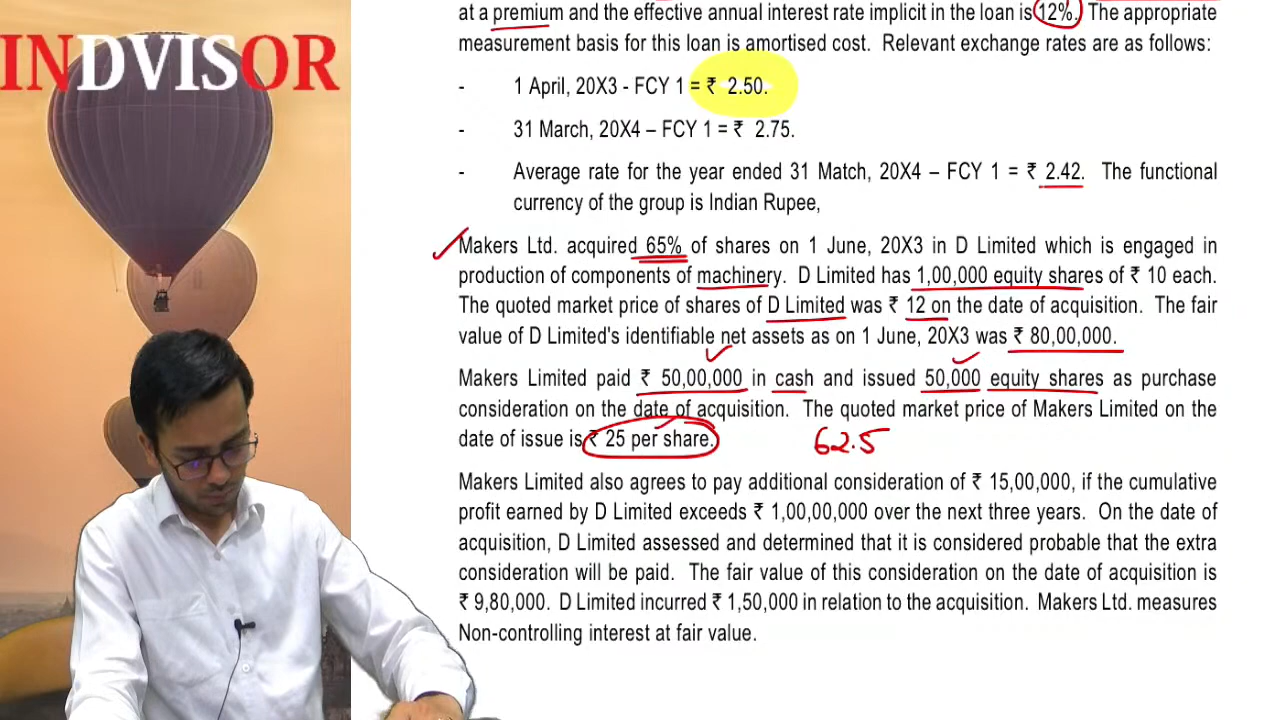 at a premium and the effective annual interest rate implicit in the loan is 12%. The appropriate
measurement basis for this loan is amortised cost. Relevant exchange rates are as follows:
INDVISOR
- 1 April, 20X3 - FCY 1 = ₹ 2.50.
- 31 March, 20X4 – FCY 1 = ₹ 2.75.
- Average rate for the year ended 31 Match, 20X4 – FCY 1 = ₹ 2.42. The functional
currency of the group is Indian Rupee,
Makers Ltd. acquired 65% of shares on 1 June, 20X3 in D Limited which is engaged in
production of components of machinery. D Limited has 1,00,000 equity shares of ₹ 10 each.
The quoted market price of shares of D Limited was ₹ 12 on the date of acquisition. The fair
value of D Limited's identifiable net assets as on 1 June, 20X3 was ₹ 80,00,000.
Makers Limited paid ₹ 50,00,000 in cash and issued 50,000 equity shares as purchase
consideration on the date of acquisition. The quoted market price of Makers Limited on the
date of issue is ₹ 25 per share.
62.5
Makers Limited also agrees to pay additional consideration of ₹ 15,00,000, if the cumulative
profit earned by D Limited exceeds ₹ 1,00,00,000 over the next three years. On the date of
acquisition, D Limited assessed and determined that it is considered probable that the extra
consideration will be paid. The fair value of this consideration on the date of acquisition is
₹ 9,80,000. D Limited incurred ₹ 1,50,000 in relation to the acquisition. Makers Ltd. measures
Non-controlling interest at fair value.